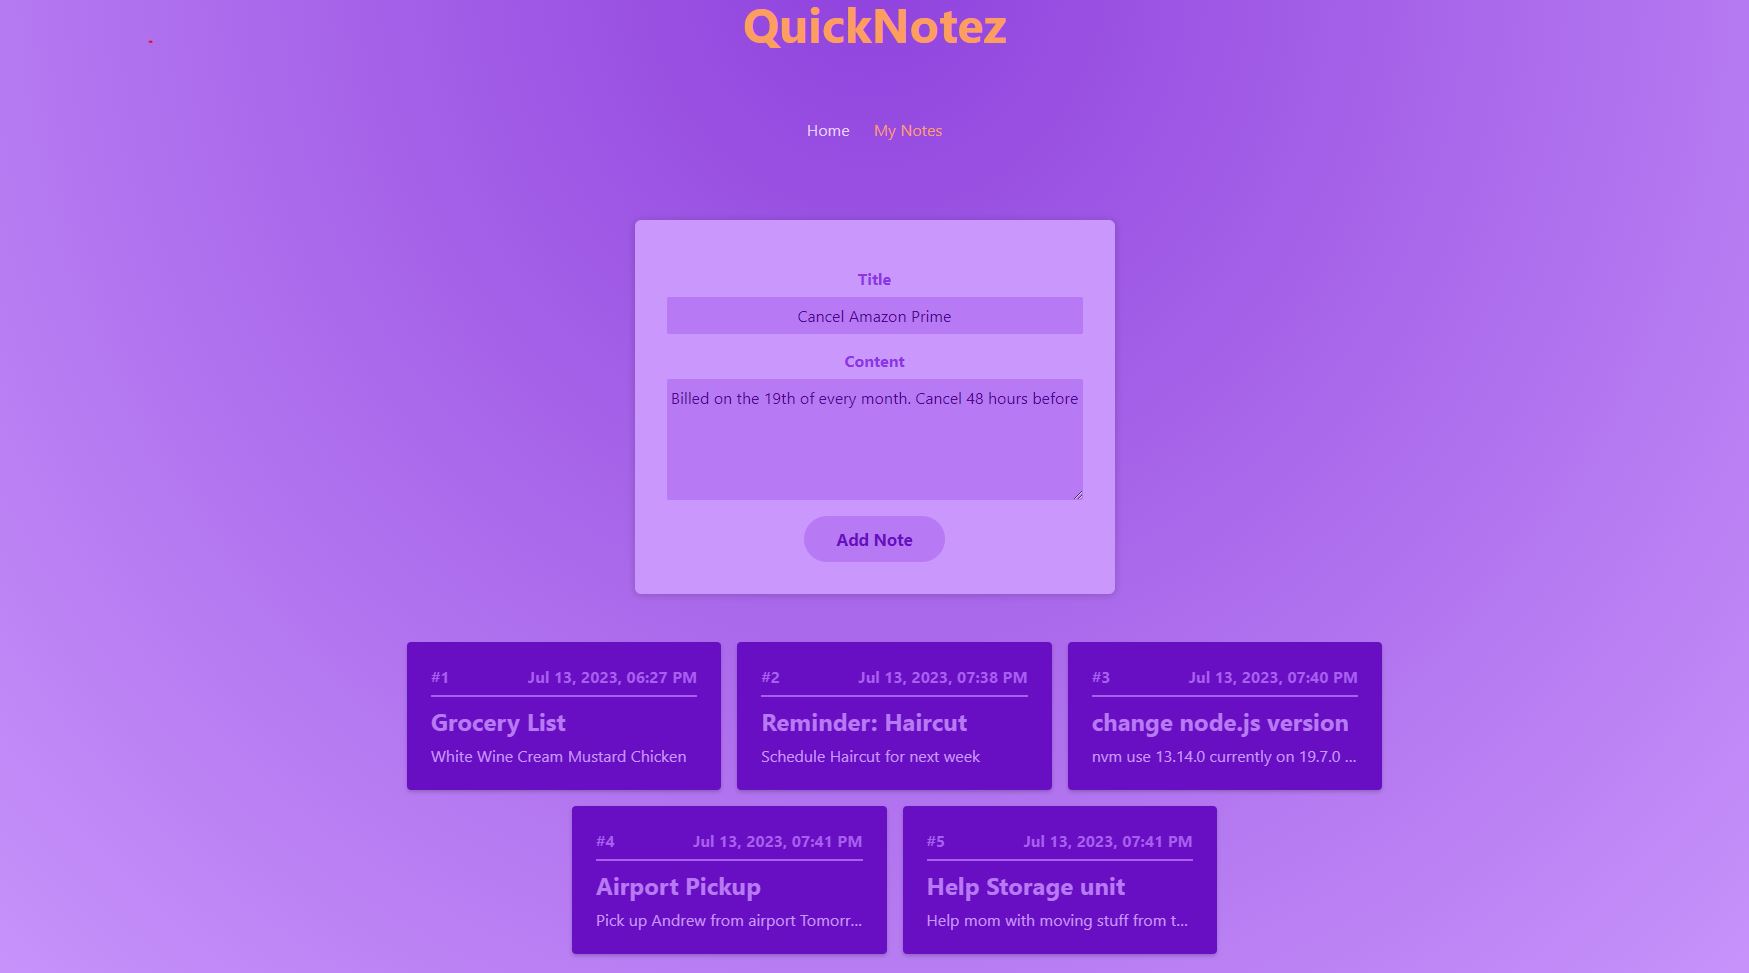 QuickNotez
Home My Notes
Title
Cancel Amazon Prime
Content
Billed on the 19th of every month. Cancel 48 hours before
Add Note
#1 Jul 13, 2023, 06:27 PM
Grocery List
White Wine Cream Mustard Chicken
#2 Jul 13, 2023, 07:38 PM
Reminder: Haircut
Schedule Haircut for next week
#3 Jul 13, 2023, 07:40 PM
change node.js version
nvm use 13.14.0 currently on 19.7.0 ...
#4 Jul 13, 2023, 07:41 PM
Airport Pickup
Pick up Andrew from airport Tomorr...
#5 Jul 13, 2023, 07:41 PM
Help Storage unit
Help mom with moving stuff from t...